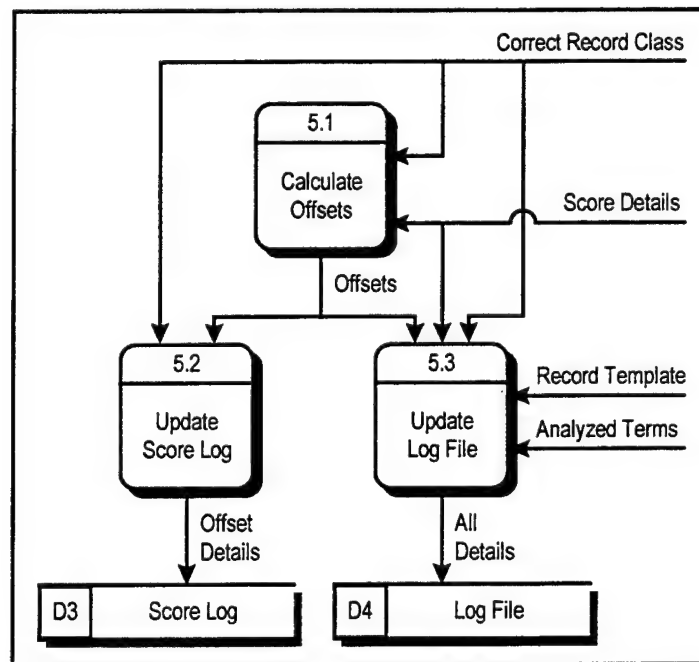 Correct Record Class
5.1
Calculate
Offsets
Score Details
Offsets
5.2
Update
Score Log
5.3
Update
Log File
Record Template
Analyzed Terms
Offset
Details
All
Details
D3
Score Log
D4
Log File